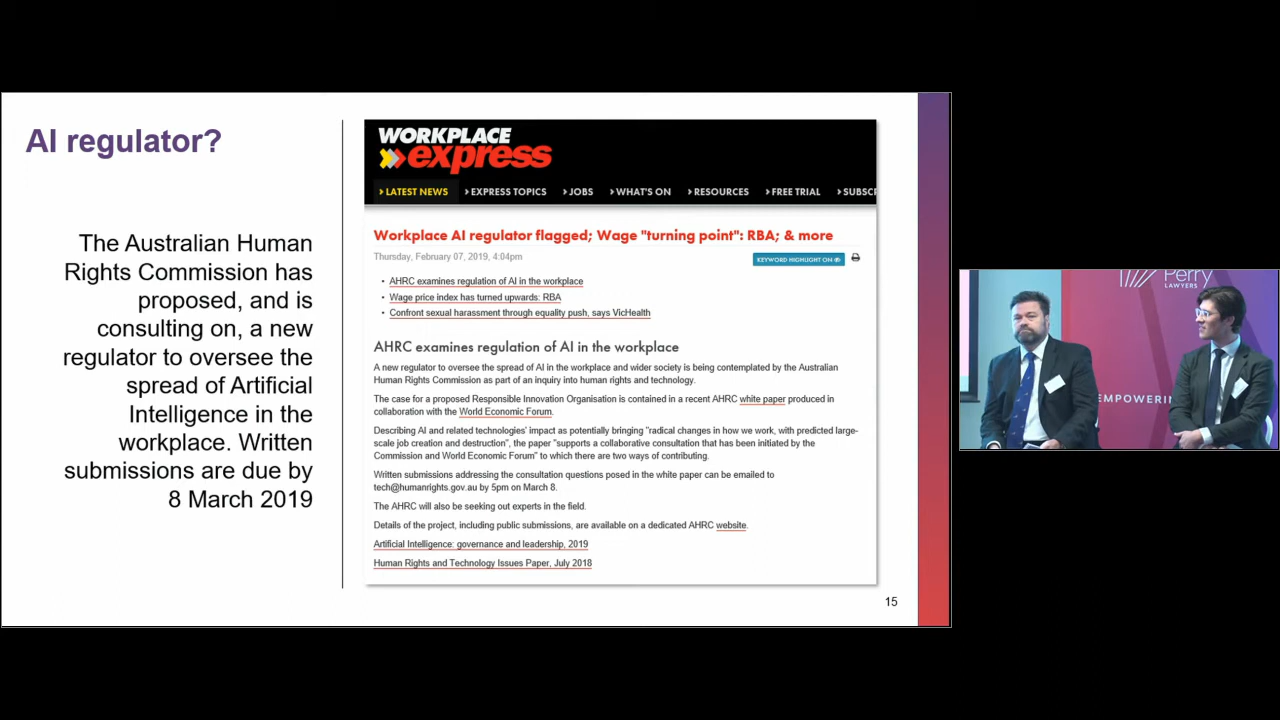 AI regulator?
The Australian Human
Rights Commission has
proposed, and is
consulting on, a new
regulator to oversee the
spread of Artificial
Intelligence in the
workplace. Written
submissions are due by
8 March 2019
WORKPLACE
express
LATEST NEWS EXPRESS TOPICS JOBS WHAT'S ON RESOURCES FREE TRIAL SUBSCR
Workplace AI regulator flagged; Wage "turning point": RBA; & more
Thursday, February 07, 2019, 4:04pm
KEYWORD HIGHLIGHT ON
• AHRC examines regulation of AI in the workplace
• Wage price index has turned upwards: RBA
• Confront sexual harassment through equality push, says VicHealth
AHRC examines regulation of AI in the workplace
A new regulator to oversee the spread of AI in the workplace and wider society is being contemplated by the Australian
Human Rights Commission as part of an inquiry into human rights and technology.
The case for a proposed Responsible Innovation Organisation is contained in a recent AHRC white paper produced in
collaboration with the World Economic Forum.
Describing AI and related technologies' impact as potentially bringing "radical changes in how we work, with predicted large-
scale job creation and destruction", the paper "supports a collaborative consultation that has been initiated by the
Commission and World Economic Forum" to which there are two ways of contributing.
Written submissions addressing the consultation questions posed in the white paper can be emailed to
tech@humanrights.gov.au by 5pm on March 8.
The AHRC will also be seeking out experts in the field.
Details of the project, including public submissions, are available on a dedicated AHRC website.
Artificial Intelligence: governance and leadership, 2019
Human Rights and Technology Issues Paper, July 2018
15
Perry
LAWYERS
EMPOWERIN